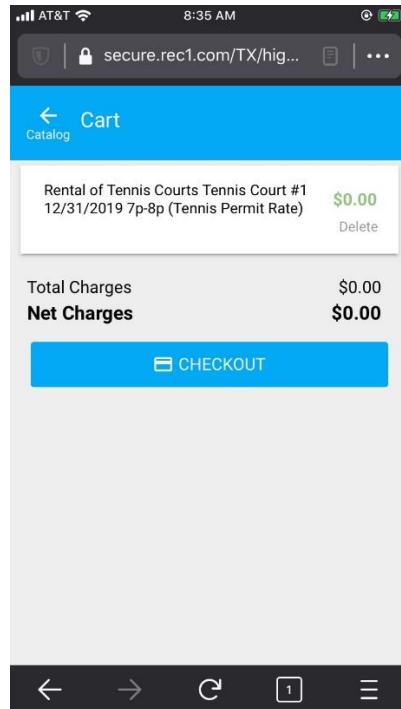 AT&T 8:35 AM
secure.rec1.com/TX/hig... 
Cart
Catalog
Rental of Tennis Courts Tennis Court #1 $0.00
12/31/2019 7p-8p (Tennis Permit Rate)
Delete
Total Charges $0.00
Net Charges $0.00
CHECKOUT
1